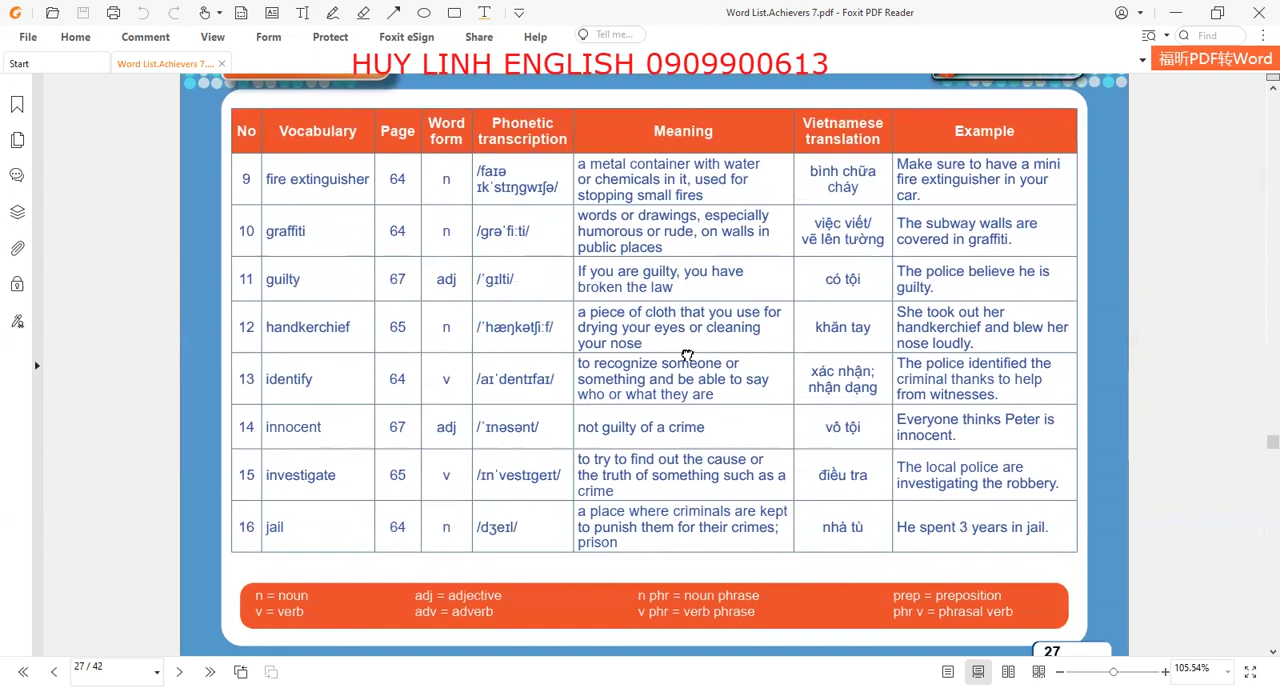 Word List.Achievers 7.pdf - Foxit PDF Reader
File Home Comment View Form Protect Foxit eSign Share Help Tell me... Find
Start Word List.Achievers 7....
HUY LINH ENGLISH 0909900613
福昕PDF转Word
No Vocabulary Page Word form Phonetic transcription Meaning Vietnamese translation Example
9 fire extinguisher 64 n /faɪə ɪkˈstɪŋgwɪʃə/ a metal container with water or chemicals in it, used for stopping small fires bình chữa cháy Make sure to have a mini fire extinguisher in your car.
10 graffiti 64 n /grəˈfiːti/ words or drawings, especially humorous or rude, on walls in public places việc viết/ vẽ lên tường The subway walls are covered in graffiti.
11 guilty 67 adj /ˈgɪlti/ If you are guilty, you have broken the law có tội The police believe he is guilty.
12 handkerchief 65 n /ˈhæŋkətʃiːf/ a piece of cloth that you use for drying your eyes or cleaning your nose khăn tay She took out her handkerchief and blew her nose loudly.
13 identify 64 v /aɪˈdentɪfaɪ/ to recognize someone or something and be able to say who or what they are xác nhận; nhận dạng The police identified the criminal thanks to help from witnesses.
14 innocent 67 adj /ˈɪnəsənt/ not guilty of a crime vô tội Everyone thinks Peter is innocent.
15 investigate 65 v /ɪnˈvestɪgeɪt/ to try to find out the cause or the truth of something such as a crime điều tra The local police are investigating the robbery.
16 jail 64 n /dʒeɪl/ a place where criminals are kept to punish them for their crimes; prison nhà tù He spent 3 years in jail.
n = noun adj = adjective n phr = noun phrase prep = preposition
v = verb adv = adverb v phr = verb phrase phr v = phrasal verb
27
27 / 42 105.54%